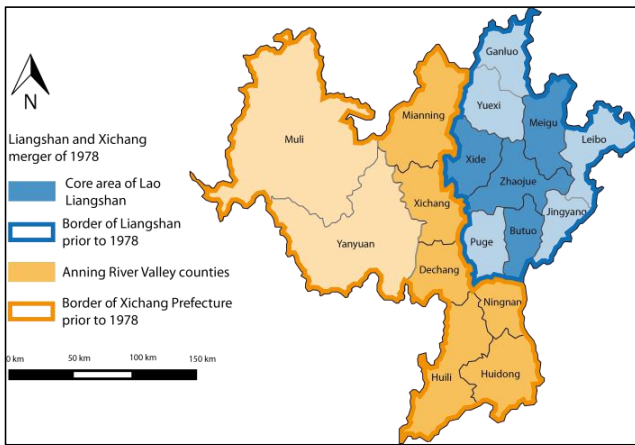 N
Liangshan and Xichang
merger of 1978
Core area of Lao
Liangshan
Border of Liangshan
prior to 1978
Anning River Valley counties
Border of Xichang Prefecture
prior to 1978
0 km 50 km 100 km 150 km
Ganluo
Yuexi
Mianning
Meigu
Leibo
Muli
Xide
Zhaojue
Xichang
Jingyang
Yanyuan
Puge
Butuo
Dechang
Ningnan
Huili
Huidong